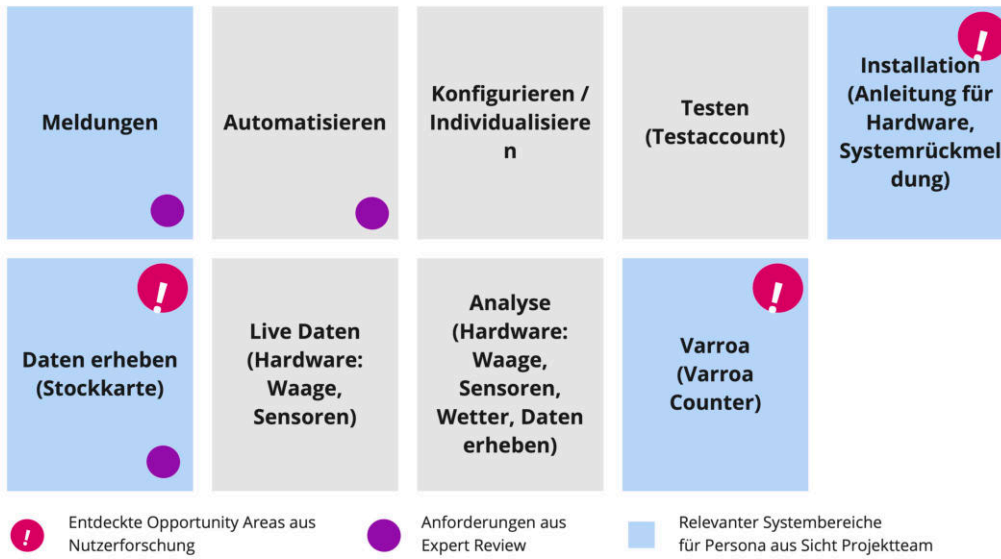 Meldungen
Automatisieren
Konfigurieren /
Individualisiere
n
Testen
(Testaccount)
!
Installation
(Anleitung für
Hardware,
Systemrückmel
dung)
!
Daten erheben
(Stockkarte)
Live Daten
(Hardware:
Waage,
Sensoren)
Analyse
(Hardware:
Waage,
Sensoren,
Wetter, Daten
erheben)
!
Varroa
(Varroa
Counter)
!
Entdeckte Opportunity Areas aus
Nutzerforschung
Anforderungen aus
Expert Review
Relevanter Systembereiche
für Persona aus Sicht Projektteam